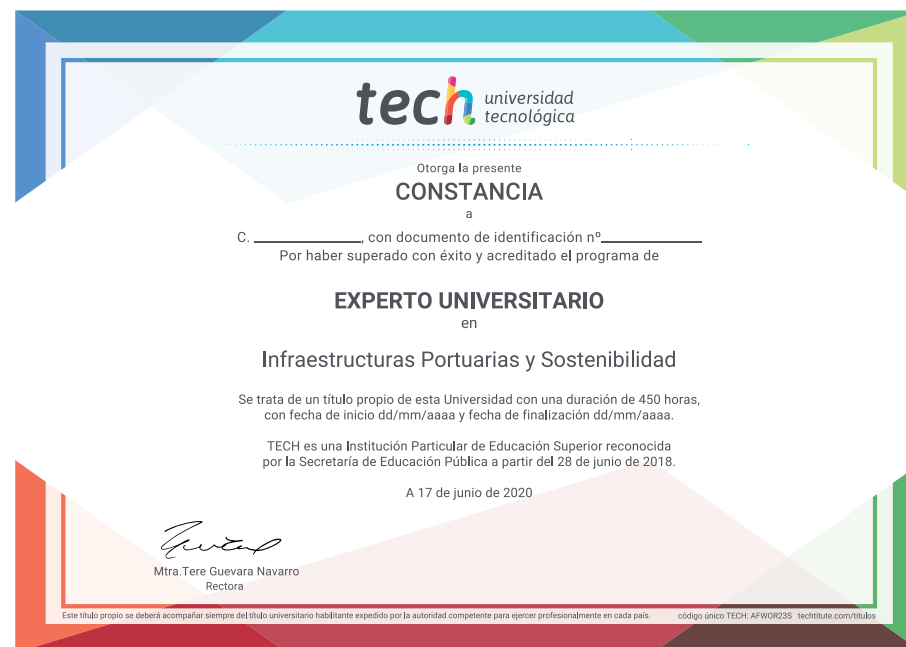 tech universidad
tecnológica
Otorga la presente
CONSTANCIA
a
C. ____________, con documento de identificación nº____________
Por haber superado con éxito y acreditado el programa de
EXPERTO UNIVERSITARIO
en
Infraestructuras Portuarias y Sostenibilidad
Se trata de un título propio de esta Universidad con una duración de 450 horas,
con fecha de inicio dd/mm/aaaa y fecha de finalización dd/mm/aaaa.
TECH es una Institución Particular de Educación Superior reconocida
por la Secretaría de Educación Pública a partir del 28 de junio de 2018.
A 17 de junio de 2020
Mtra.Tere Guevara Navarro
Rectora
Este título propio se deberá acompañar siempre del título universitario habilitante expedido por la autoridad competente para ejercer profesionalmente en cada país. código único TECH: AFWOR23S techtitute.com/titulos